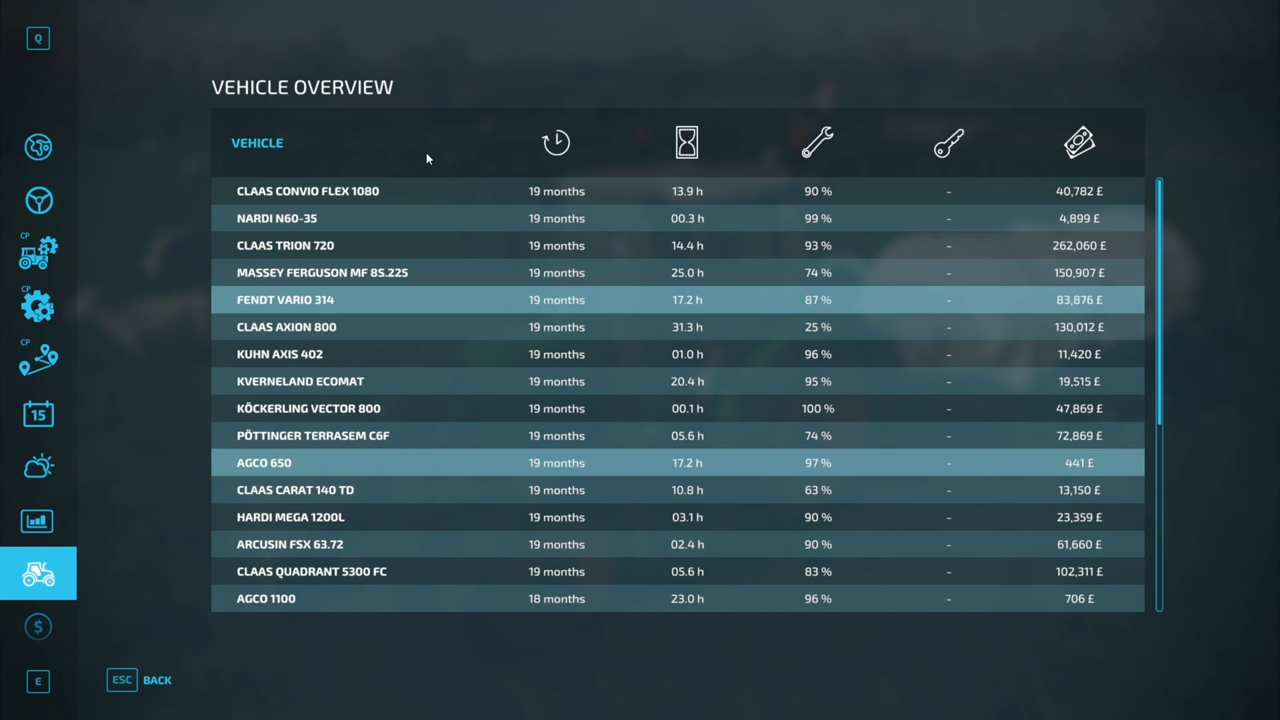 Q
VEHICLE OVERVIEW
VEHICLE
CLAAS CONVIO FLEX 1080 19 months 13.9 h 90 % - 40,782 £
NARDI N60-35 19 months 00.3 h 99 % - 4,899 £
CLAAS TRION 720 19 months 14.4 h 93 % - 262,060 £
MASSEY FERGUSON MF 8S.225 19 months 25.0 h 74 % - 150,907 £
FENDT VARIO 314 19 months 17.2 h 87 % - 83,876 £
CLAAS AXION 800 19 months 31.3 h 25 % - 130,012 £
KUHN AXIS 402 19 months 01.0 h 96 % - 11,420 £
KVERNELAND ECOMAT 19 months 20.4 h 95 % - 19,515 £
KÖCKERLING VECTOR 800 19 months 00.1 h 100 % - 47,869 £
PÖTTINGER TERRASEM C6F 19 months 05.6 h 74 % - 72,869 £
AGCO 650 19 months 17.2 h 97 % - 441 £
CLAAS CARAT 140 TD 19 months 10.8 h 63 % - 13,150 £
HARDI MEGA 1200L 19 months 03.1 h 90 % - 23,359 £
ARCUSIN FSX 63.72 19 months 02.4 h 90 % - 61,660 £
CLAAS QUADRANT 5300 FC 19 months 05.6 h 83 % - 102,311 £
AGCO 1100 18 months 23.0 h 96 % - 706 £
CP
CP
CP
15
$
E
ESC BACK